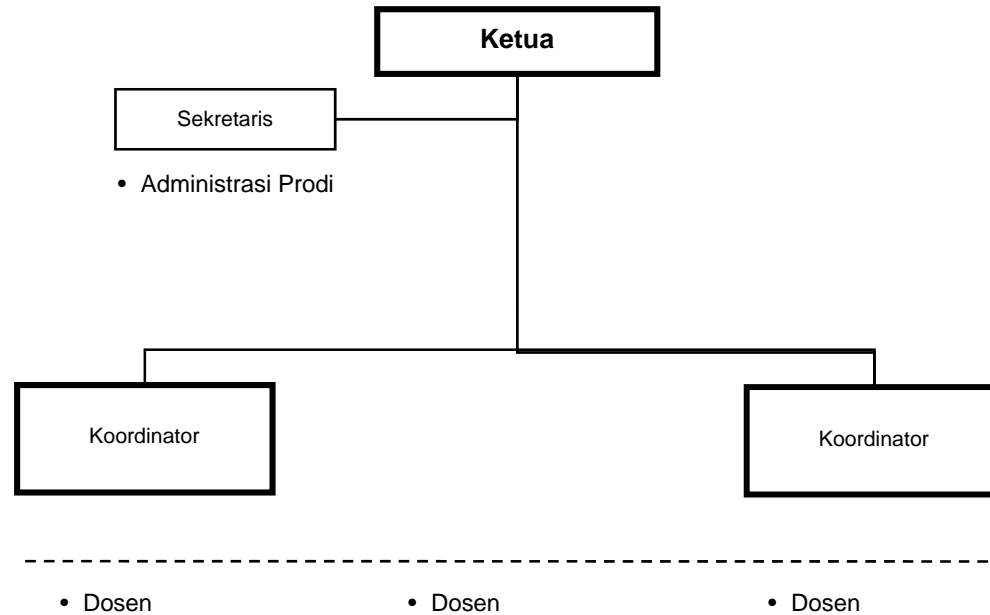 Ketua
Sekretaris
• Administrasi Prodi
Koordinator
Koordinator
• Dosen
• Dosen
• Dosen